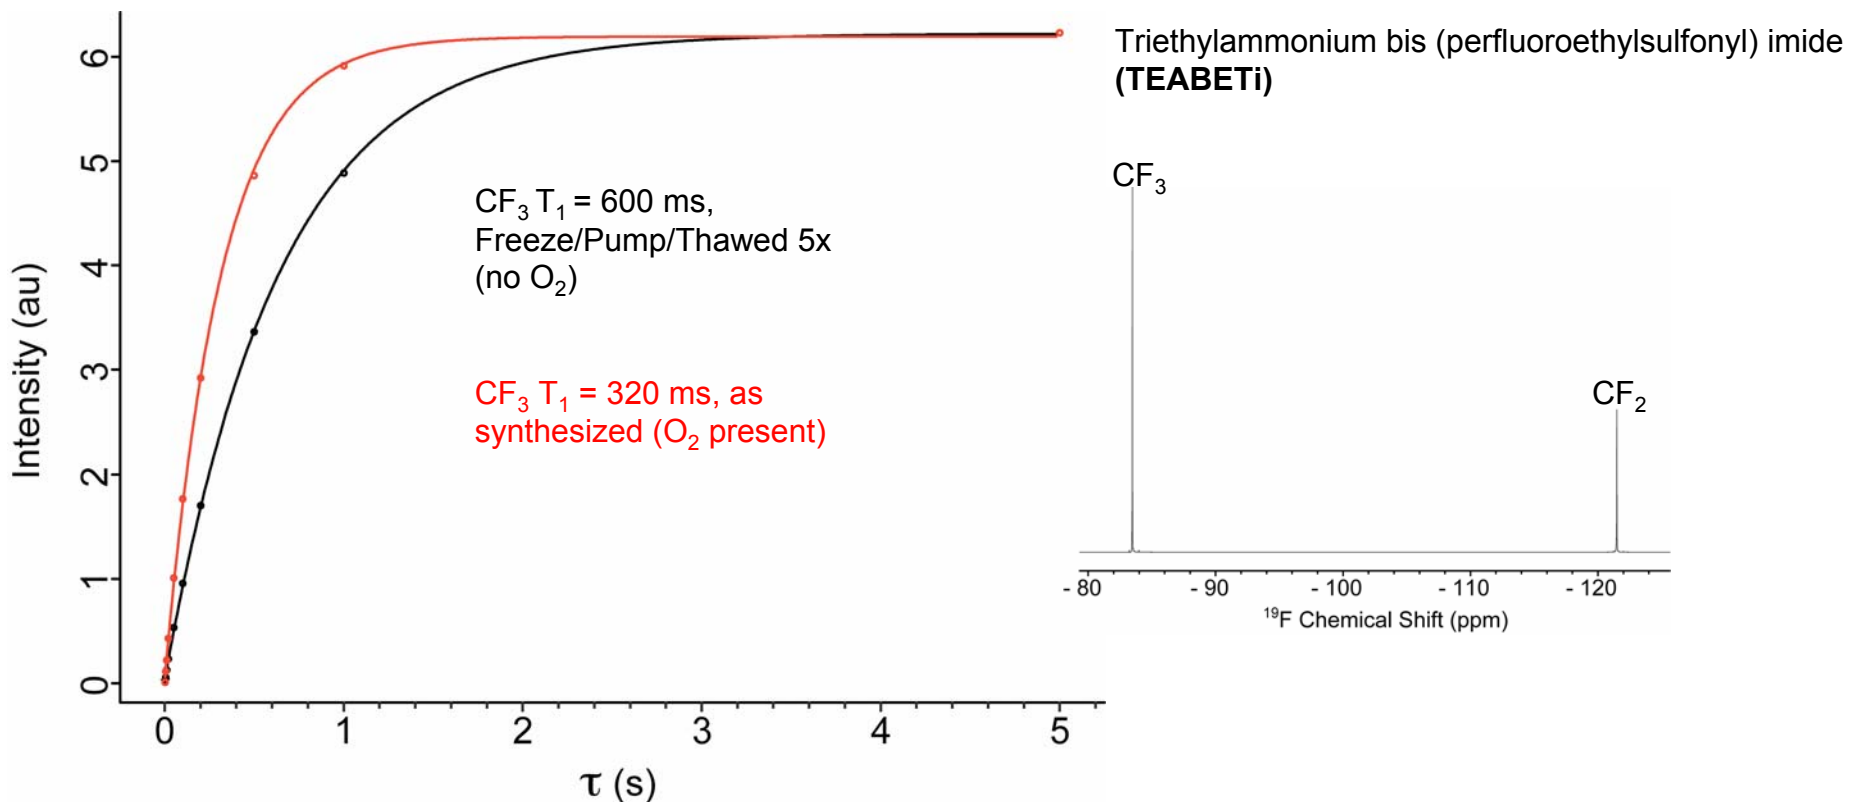 Triethylammonium bis (perfluoroethylsulfonyl) imide
(TEABETi)
Intensity (au)
6
5
4
3
2
1
0
0 1 2 3 4 5
τ (s)
CF3 T1 = 600 ms,
Freeze/Pump/Thawed 5x
(no O2)
CF3 T1 = 320 ms, as
synthesized (O2 present)
CF3
CF2
- 80 - 90 - 100 - 110 - 120
19F Chemical Shift (ppm)